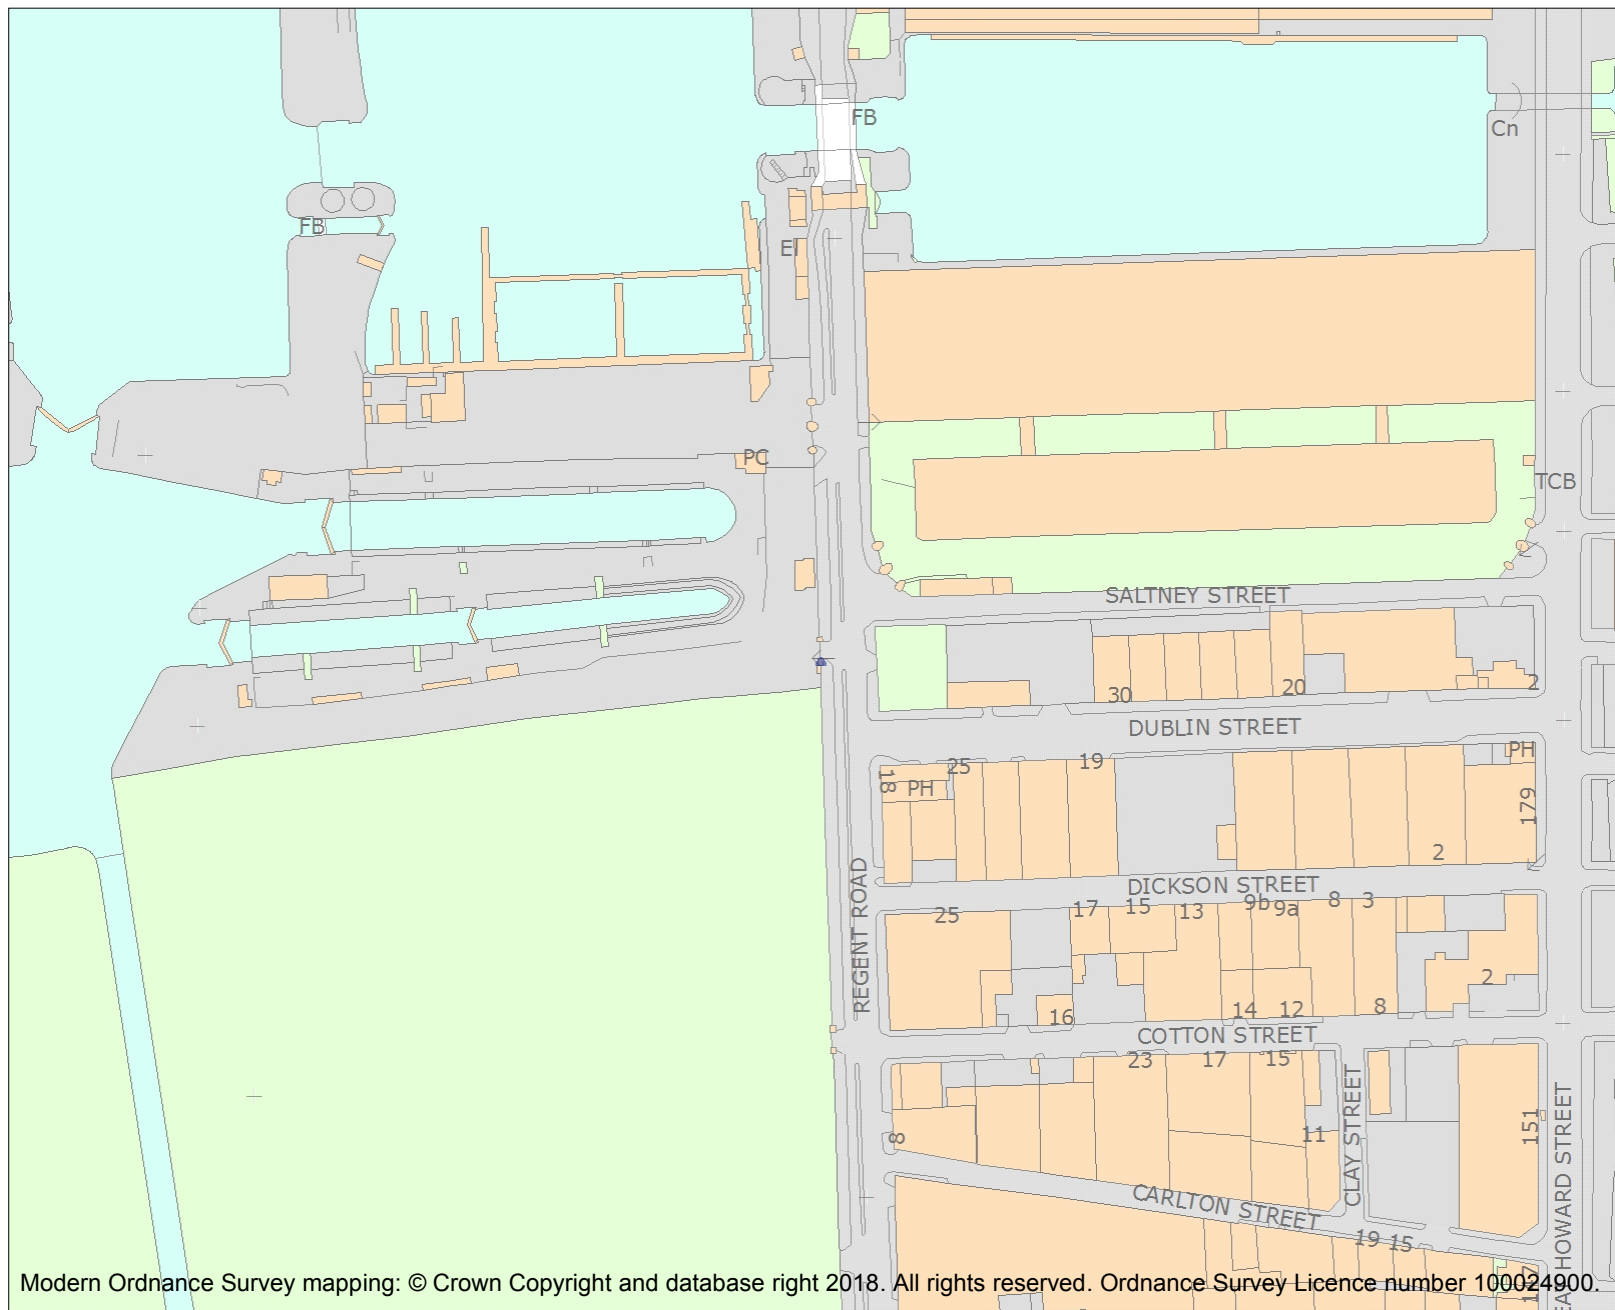 FB
Cn
FB
El
PC
TCB
SALTNEY STREET
30
20
2
DUBLIN STREET
18
25
PH
19
PH
179
2
DICKSON STREET
REGENT ROAD
25
17
15
13
9b
9a
8
3
2
16
14
12
8
COTTON STREET
23
17
15
8
11
CLAY STREET
151
HOWARD STREET
CARLTON STREET
19
15
Modern Ordnance Survey mapping: © Crown Copyright and database right 2018. All rights reserved. Ordnance Survey Licence number 100024900.